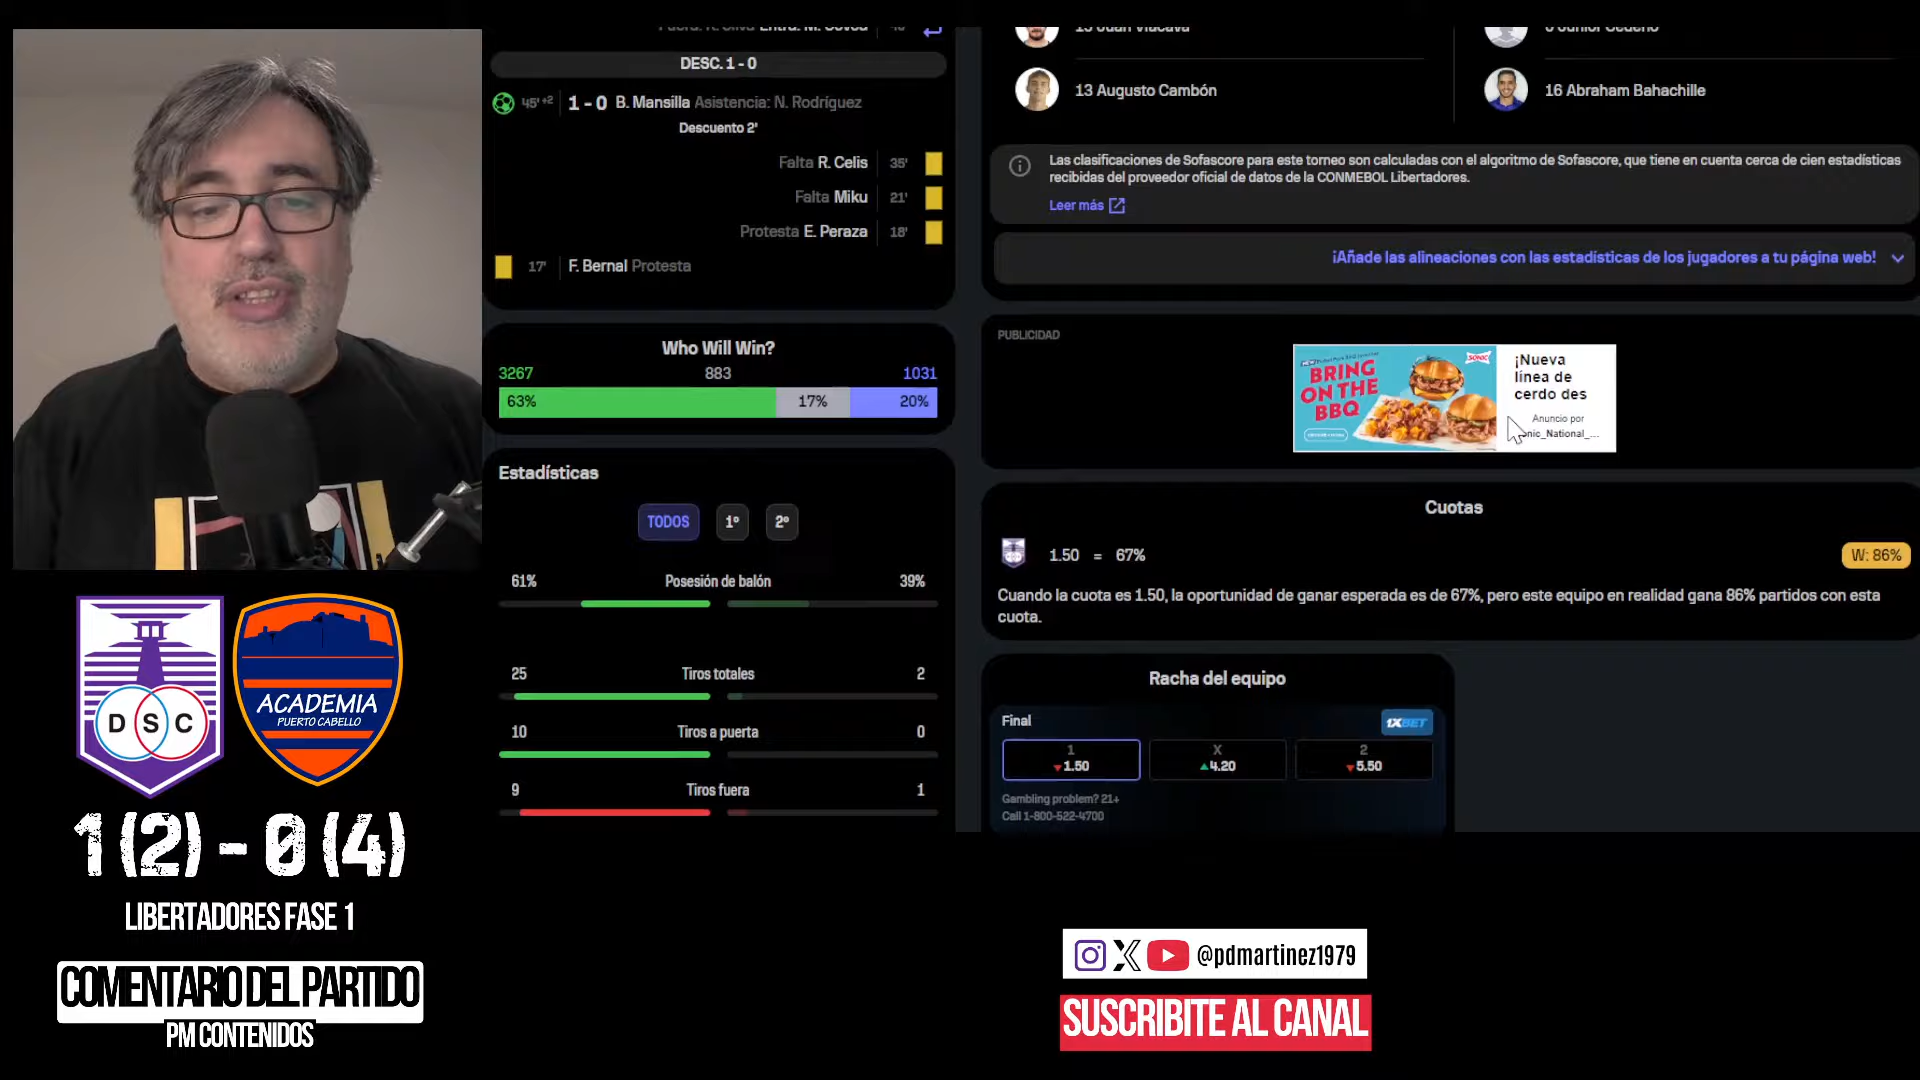 DESC. 1 - 0
45' +2 1 - 0 B. Mansilla Asistencia: N. Rodríguez
Descuento 2'
Falta R. Celis 35'
Falta Miku 21'
Protesta E. Peraza 18'
17' F. Bernal Protesta
Who Will Win?
3267 883 1031
63% 17% 20%
Estadísticas
TODOS 1º 2º
61% Posesión de balón 39%
25 Tiros totales 2
10 Tiros a puerta 0
9 Tiros fuera 1
13 Augusto Cambón
16 Abraham Bahachille
Las clasificaciones de Sofascore para este torneo son calculadas con el algoritmo de Sofascore, que tiene en cuenta cerca de cien estadísticas
recibidas del proveedor oficial de datos de la CONMEBOL Libertadores.
Leer más
¡Añade las alineaciones con las estadísticas de los jugadores a tu página web!
PUBLICIDAD
BRING
ON THE
BBQ
SONIC
¡Nueva
línea de
cerdo des
Anuncio por
Cuotas
1.50 = 67%
W: 86%
Cuando la cuota es 1.50, la oportunidad de ganar esperada es de 67%, pero este equipo en realidad gana 86% partidos con esta
cuota.
Racha del equipo
Final
1XBET
1 X 2
1.50 4.20 5.50
Gambling problem? 21+
Call 1-800-522-4700
DSC
ACADEMIA
PUERTO CABELLO
1 (2) - 0 (4)
LIBERTADORES FASE 1
COMENTARIO DEL PARTIDO
PM CONTENIDOS
@pdmartinez1979
SUSCRIBITE AL CANAL